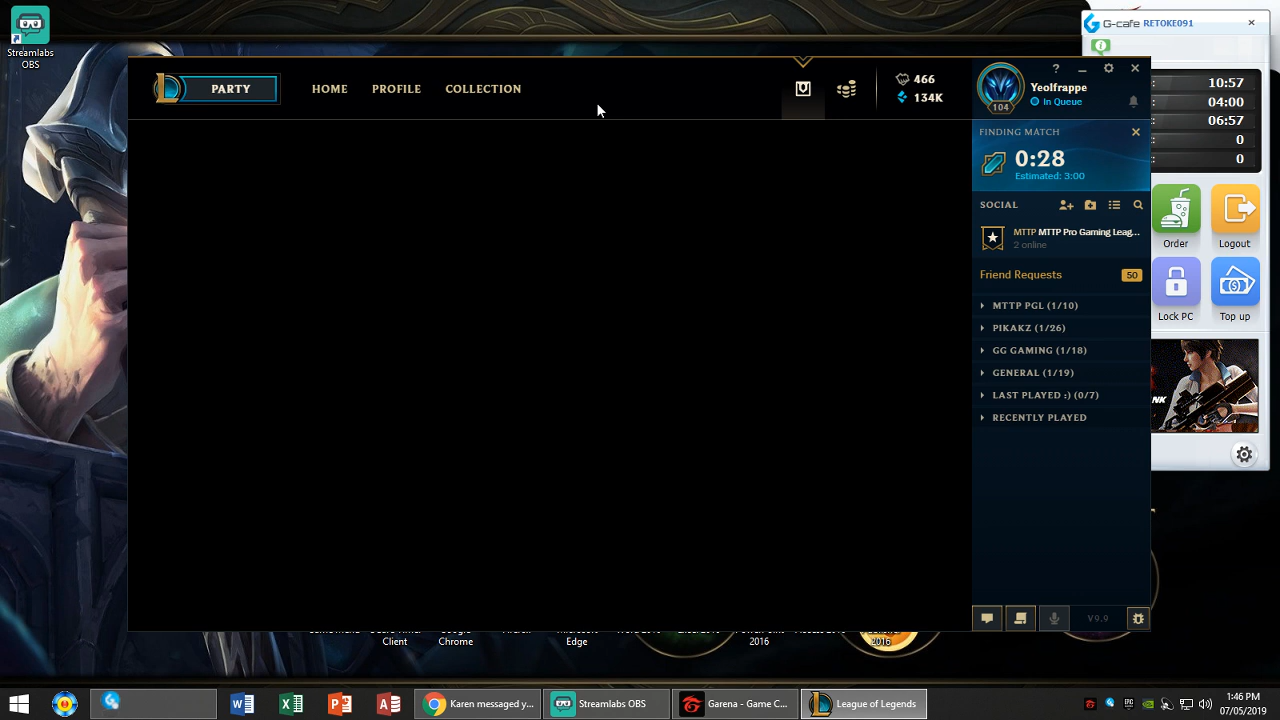 Streamlabs
OBS
G-cafe RETOKE091
PARTY
HOME
PROFILE
COLLECTION
466
134K
104
?
Yeolfrappe
In Queue
FINDING MATCH
0:28
Estimated: 3:00
SOCIAL
MTTP MTTP Pro Gaming Leag...
2 online
Friend Requests
50
MTTP PGL (1/10)
PIKAKZ (1/26)
GG GAMING (1/18)
GENERAL (1/19)
LAST PLAYED :) (0/7)
RECENTLY PLAYED
V9.9
: 10:57
: 04:00
: 06:57
: 0
: 0
Order
Logout
Lock PC
Top up
NK
Client
Chrome
Edge
2016
2016
Karen messaged y...
Streamlabs OBS
Garena - Game C...
League of Legends
1:46 PM
07/05/2019